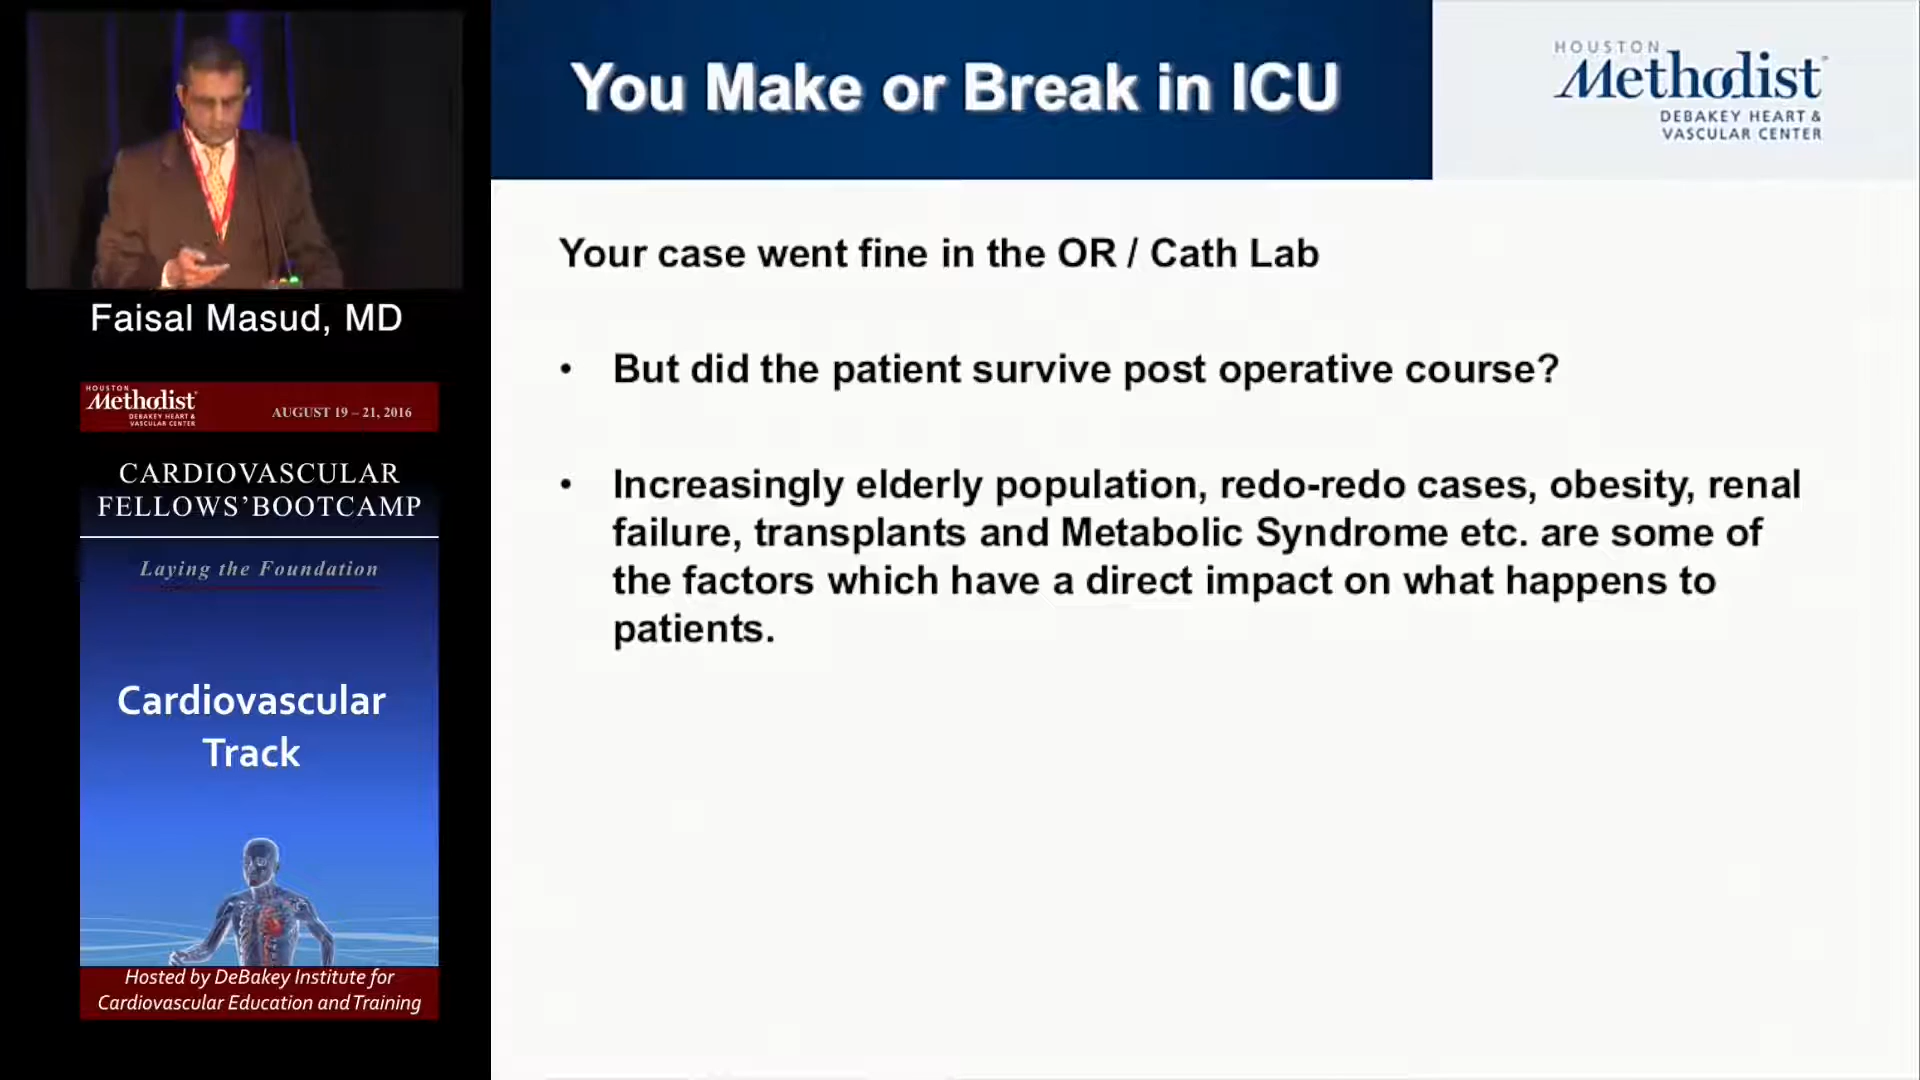 Faisal Masud, MD
HOUSTON
Methodist
DEBAKEY HEART &
VASCULAR CENTER
AUGUST 19 – 21, 2016
CARDIOVASCULAR
FELLOWS’BOOTCAMP
Laying the Foundation
Cardiovascular
Track
Hosted by DeBakey Institute for
Cardiovascular Education and Training
You Make or Break in ICU
HOUSTON
Methodist
DEBAKEY HEART &
VASCULAR CENTER
Your case went fine in the OR / Cath Lab
• But did the patient survive post operative course?
• Increasingly elderly population, redo-redo cases, obesity, renal
failure, transplants and Metabolic Syndrome etc. are some of
the factors which have a direct impact on what happens to
patients.